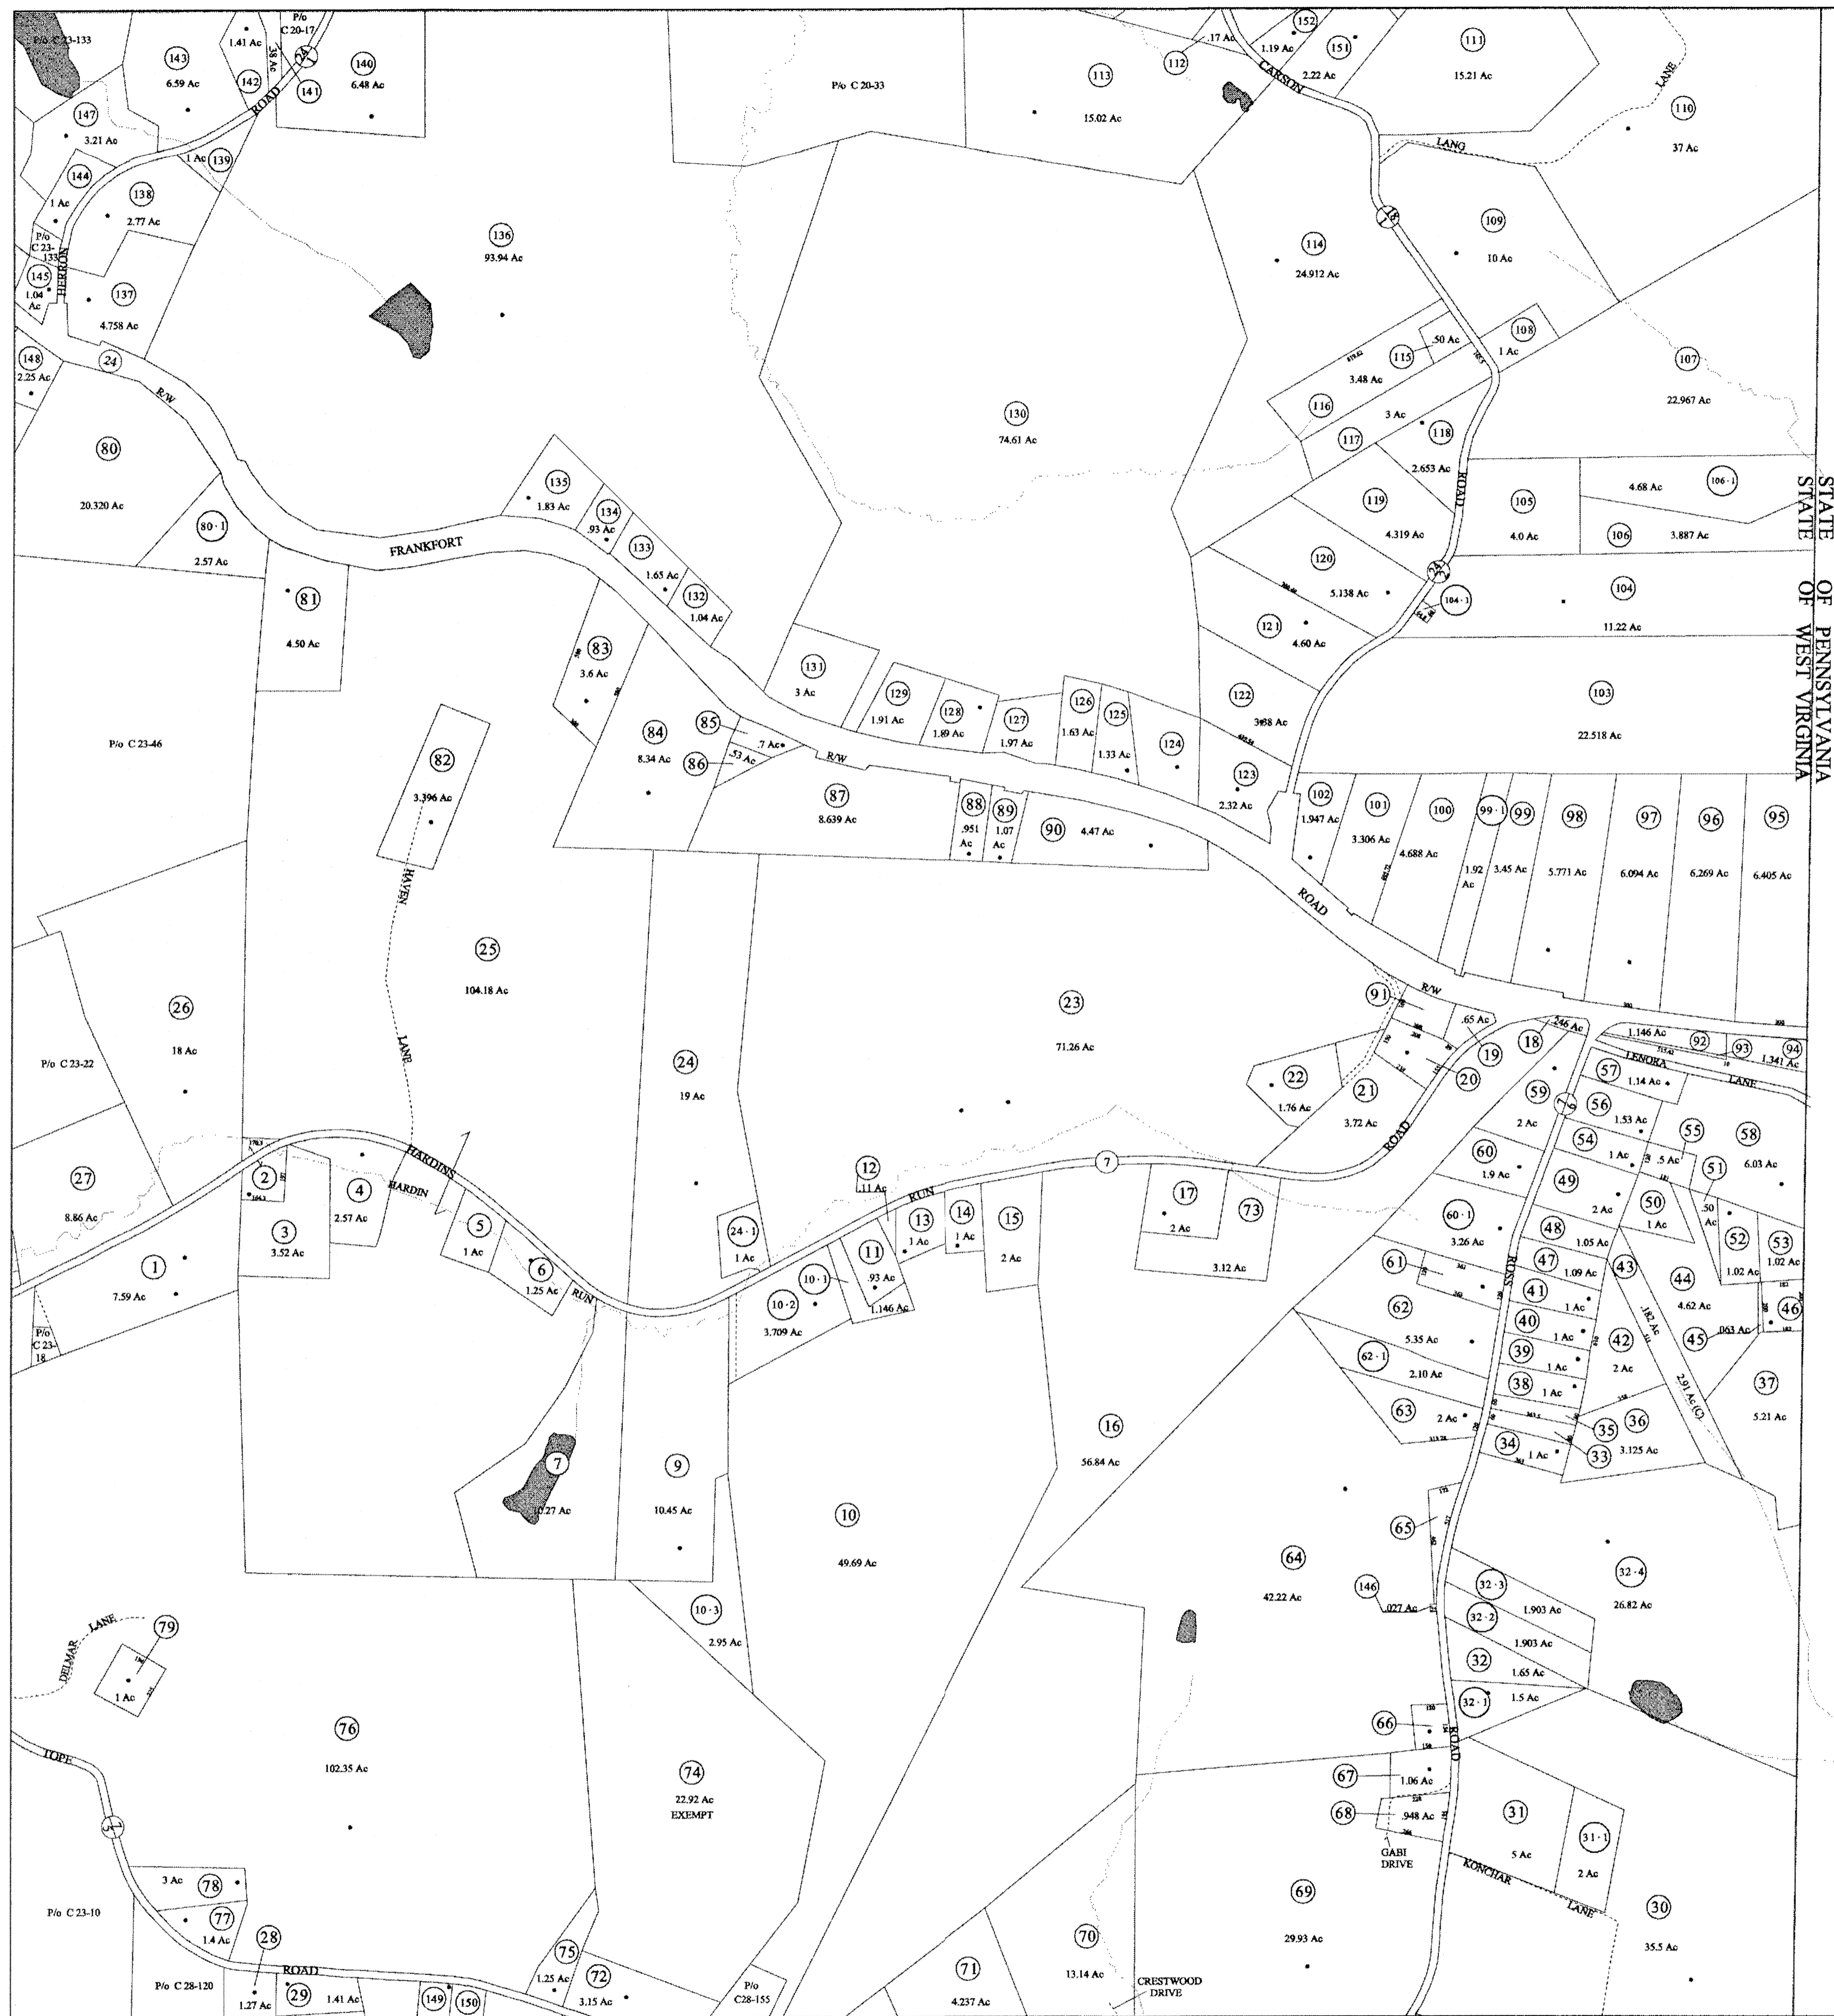 P/o C 23-133
143
6.59 Ac
1.41 Ac
142
.38 Ac
P/o
C 20-17
24
1
141
140
6.48 Ac
P/o C 20-33
113
15.02 Ac
.17 Ac
112
152
1.19 Ac
151
2.22 Ac
CARSON
111
15.21 Ac
LANE
110
37 Ac
LANG
147
3.21 Ac
ROAD
1 Ac
139
144
1 Ac
138
2.77 Ac
P/o
C 23-
133
HERRON
145
1.04
Ac
137
4.758 Ac
136
93.94 Ac
18
1
109
10 Ac
114
24.912 Ac
148
2.25 Ac
24
R/W
108
1 Ac
.50 Ac
115
3.48 Ac
116
107
22.967 Ac
3 Ac
117
118
2.653 Ac
ROAD
130
74.61 Ac
80
20.320 Ac
80-1
2.57 Ac
135
1.83 Ac
134
.93 Ac
133
1.65 Ac
132
1.04 Ac
FRANKFORT
119
4.319 Ac
105
4.0 Ac
4.68 Ac
106-1
106
3.887 Ac
STATE OF PENNSYLVANIA
STATE OF WEST VIRGINIA
120
5.138 Ac
104-1
104
11.22 Ac
81
4.50 Ac
83
3.6 Ac
121
4.60 Ac
131
3 Ac
129
1.91 Ac
128
1.89 Ac
127
1.97 Ac
126
1.63 Ac
125
1.33 Ac
124
122
123
2.32 Ac
103
22.518 Ac
P/o C 23-46
82
3.396 Ac
84
8.34 Ac
85
.7 Ac
86
.53 Ac
R/W
87
8.639 Ac
88
.951
Ac
89
1.07
Ac
90
4.47 Ac
102
1.947 Ac
101
3.306 Ac
100
4.688 Ac
99-1
1.92
Ac
99
3.45 Ac
98
5.771 Ac
97
6.094 Ac
96
6.269 Ac
95
6.405 Ac
HAVEN
LANE
ROAD
25
104.18 Ac
26
18 Ac
P/o C 23-22
24
19 Ac
23
71.26 Ac
91
R/W
.65 Ac
19
20
18
.246 Ac
1.146 Ac
92
93
94
1.341 Ac
LENORA
LANE
22
1.76 Ac
21
3.72 Ac
ROAD
59
2 Ac
57
1.14 Ac
56
1.53 Ac
55
.5 Ac
54
1 Ac
58
6.03 Ac
27
8.86 Ac
2
3
3.52 Ac
4
2.57 Ac
HARDINS
HARDIN
5
1 Ac
6
1.25 Ac
RUN
12
.11 Ac
RUN
7
60
1.9 Ac
49
2 Ac
51
.50
Ac
50
1 Ac
52
1.02 Ac
53
1.02 Ac
24-1
1 Ac
11
.93 Ac
13
1 Ac
14
1 Ac
15
2 Ac
17
2 Ac
73
3.12 Ac
60-1
3.26 Ac
48
1.05 Ac
47
1.09 Ac
43
.182 Ac
44
4.62 Ac
1
7.59 Ac
P/o
C 23-
18
10-1
10-2
3.709 Ac
1.146 Ac
61
ROSS
41
1 Ac
40
1 Ac
42
2 Ac
45
.063 Ac
46
62
5.35 Ac
62-1
2.10 Ac
39
1 Ac
38
1 Ac
2.91 Ac (C)
37
5.21 Ac
63
2 Ac
35
36
3.125 Ac
34
1 Ac
33
7
10.27 Ac
9
10.45 Ac
10
49.69 Ac
16
56.84 Ac
65
64
42.22 Ac
146
.027 Ac
32-3
1.903 Ac
32-2
1.903 Ac
32
1.65 Ac
32-1
1.5 Ac
32-4
26.82 Ac
10-3
2.95 Ac
DELMAR
LANE
79
1 Ac
76
102.35 Ac
TOPE
74
22.92 Ac
EXEMPT
66
ROAD
67
1.06 Ac
68
.948 Ac
GABI
DRIVE
31
5 Ac
31-1
2 Ac
KONCHAR
LANE
30
35.5 Ac
3 Ac
78
77
1.4 Ac
P/o C 23-10
28
1.27 Ac
P/o C 28-120
ROAD
29
1.41 Ac
149
150
75
1.25 Ac
72
3.15 Ac
P/o
C28-155
71
4.237 Ac
70
13.14 Ac
CRESTWOOD
DRIVE
69
29.93 Ac